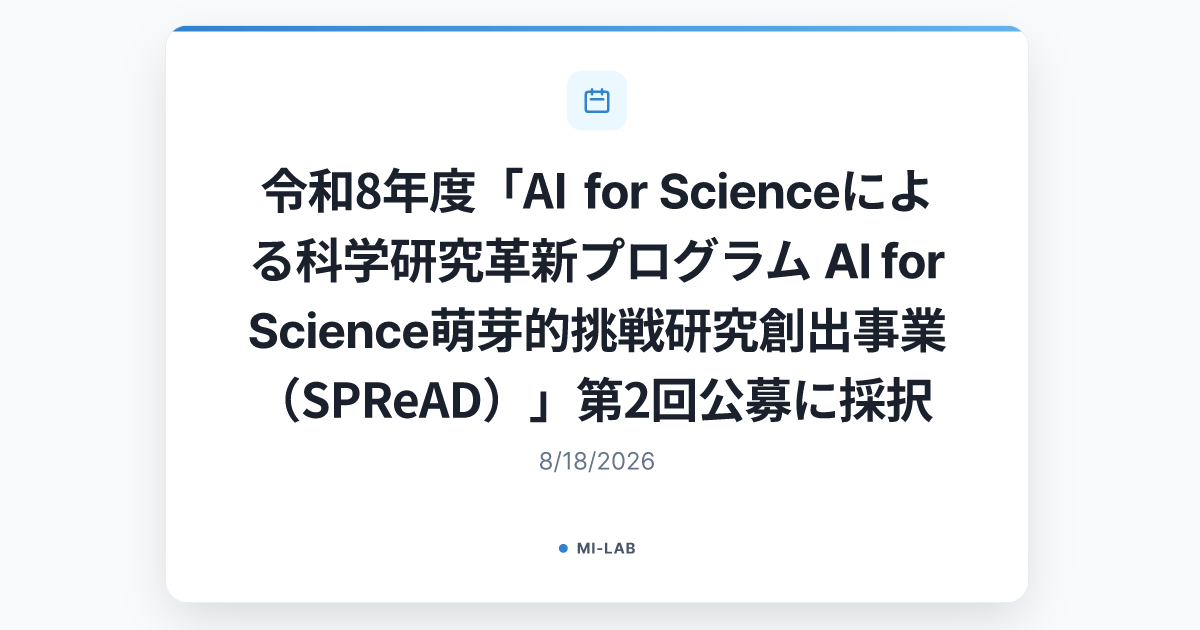 令和8年度「AI for Scienceによ
る科学研究革新プログラム AI for
Science萌芽的挑戦研究創出事業
（SPReAD）」第2回公募に採択
8/18/2026
MI-LAB